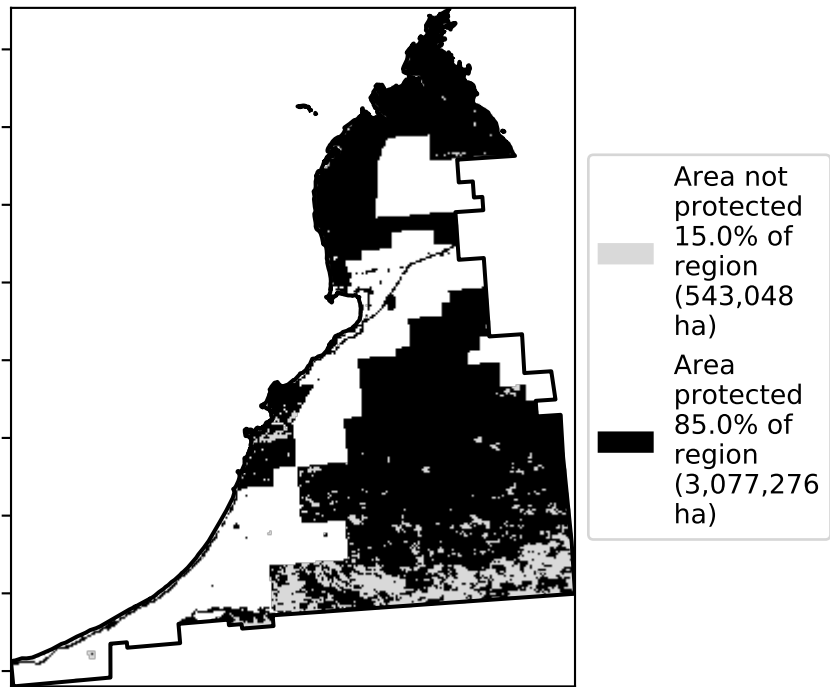 Area not
protected
15.0% of
region
(543,048
ha)
Area
protected
85.0% of
region
(3,077,276
ha)